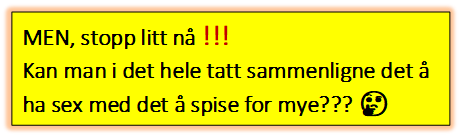 MEN, stopp litt nå !!!
Kan man i det hele tatt sammenligne det å
ha sex med det å spise for mye??? 🤔